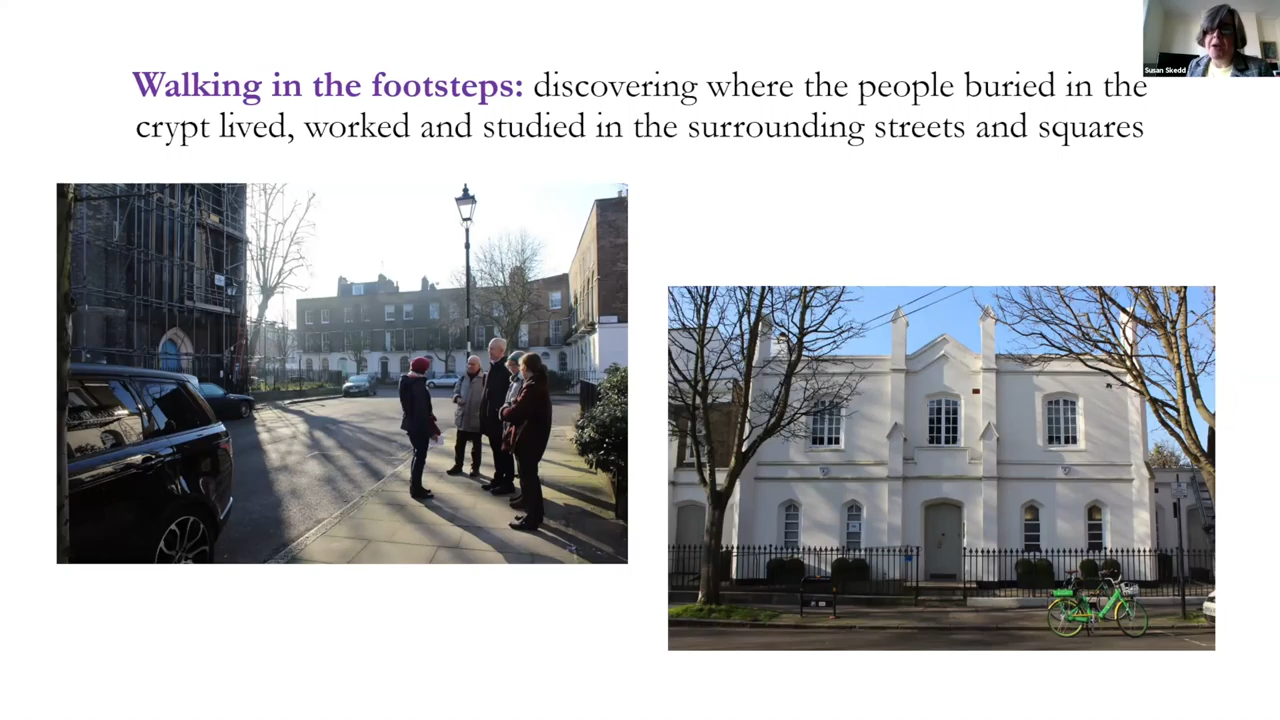 Walking in the footsteps: discovering where the people buried in the
crypt lived, worked and studied in the surrounding streets and squares
Susan Skedd